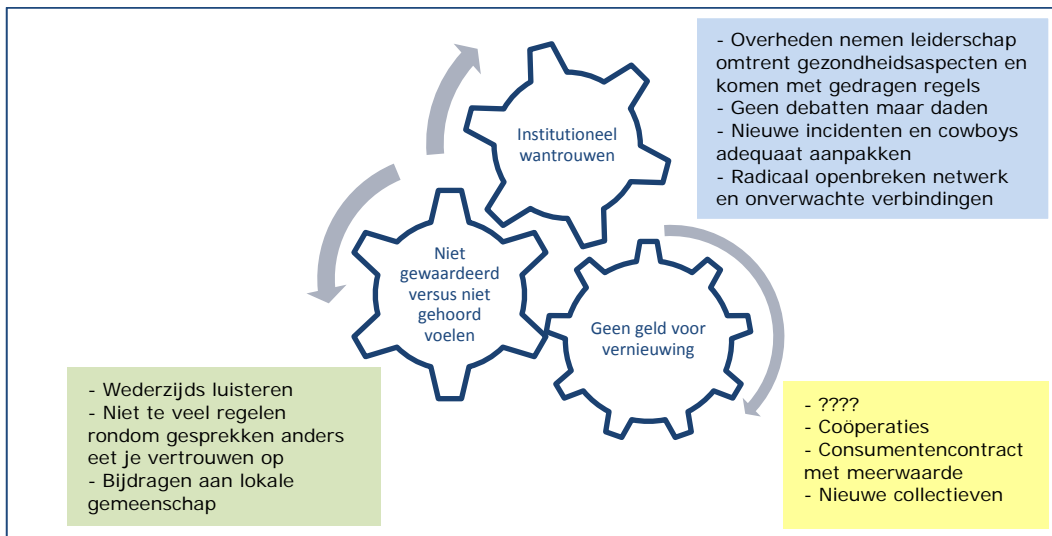 - Overheden nemen leiderschap
omtrent gezondheidsaspecten en
komen met gedragen regels
- Geen debatten maar daden
- Nieuwe incidenten en cowboys
adequaat aanpakken
- Radicaal openbreken netwerk
en onverwachte verbindingen
Institutioneel
wantrouwen
Niet
gewaardeerd
versus niet
gehoord
voelen
Geen geld voor
vernieuwing
- Wederzijds luisteren
- Niet te veel regelen
rondom gesprekken anders
eet je vertrouwen op
- Bijdragen aan lokale
gemeenschap
- ????
- Coöperaties
- Consumentencontract
met meerwaarde
- Nieuwe collectieven